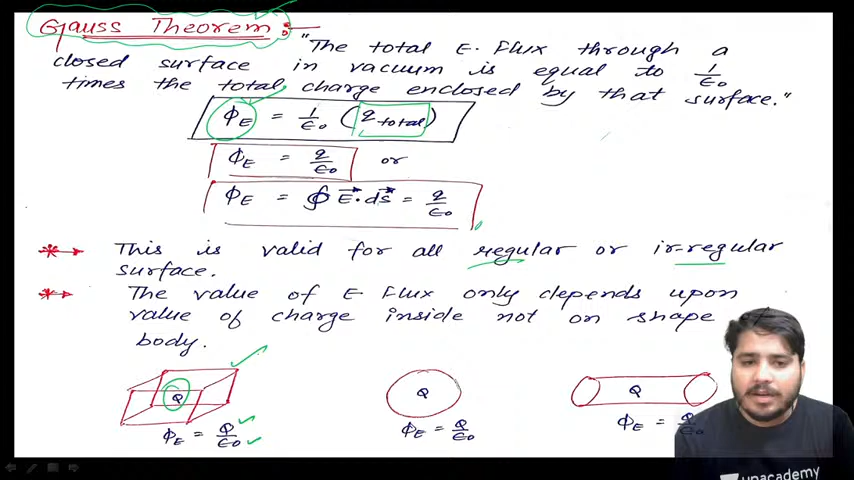 Gauss Theorem:-
"The total E. Flux through a
closed surface in vacuum is equal to 1/ε0
times the total charge enclosed by that surface."
ΦE = 1/ε0 (q total)
ΦE = q/ε0 or
ΦE = ∮ E⃗·ds⃗ = q/ε0
This is valid for all regular or ir-regular
surface.
The value of E Flux only depends upon
value of charge inside not on shape
body.
Q Q Q
ΦE = Q/ε0 ΦE = Q/ε0 ΦE = Q/ε0
unacademy